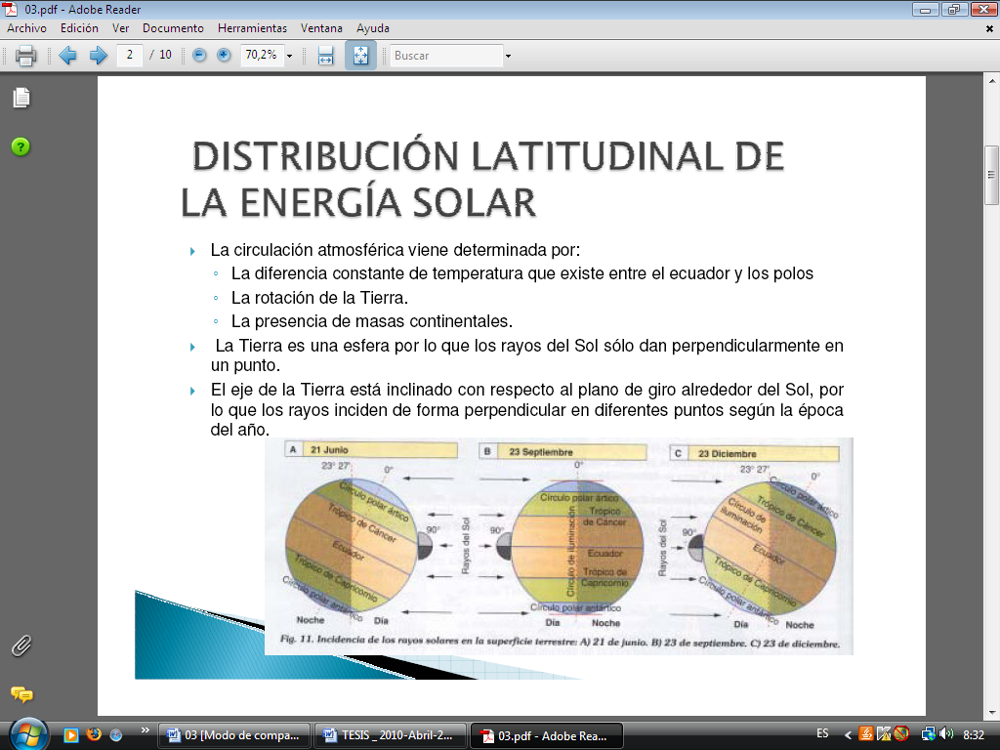 03.pdf - Adobe Reader
Archivo Edición Ver Documento Herramientas Ventana Ayuda
2 / 10 70,2% Buscar
DISTRIBUCIÓN LATITUDINAL DE
LA ENERGÍA SOLAR
La circulación atmosférica viene determinada por:
La diferencia constante de temperatura que existe entre el ecuador y los polos
La rotación de la Tierra.
La presencia de masas continentales.
La Tierra es una esfera por lo que los rayos del Sol sólo dan perpendicularmente en
un punto.
El eje de la Tierra está inclinado con respecto al plano de giro alrededor del Sol, por
lo que los rayos inciden de forma perpendicular en diferentes puntos según la época
del año.
A 21 Junio
23° 27' 0°
Círculo polar ártico
Trópico de Cáncer
Ecuador
Trópico de Capricornio
Círculo polar antártico
90°
Noche Día
Rayos del Sol
B 23 Septiembre
0°
Círculo polar ártico
Trópico
de Cáncer
Círculo de iluminación
Ecuador
Trópico de
Capricornio
Círculo polar antártico
90°
Día Noche
Rayos del Sol
C 23 Diciembre
23° 27' 0°
Círculo polar ártico
Trópico de Cáncer
Círculo de
iluminación
Ecuador
Trópico de Capricornio
Círculo polar antártico
90°
Día Noche
Fig. 11. Incidencia de los rayos solares en la superficie terrestre: A) 21 de junio. B) 23 de septiembre. C) 23 de diciembre.
03 [Modo de compa... TESIS _ 2010-Abril-2... 03.pdf - Adobe Rea... ES 8:32